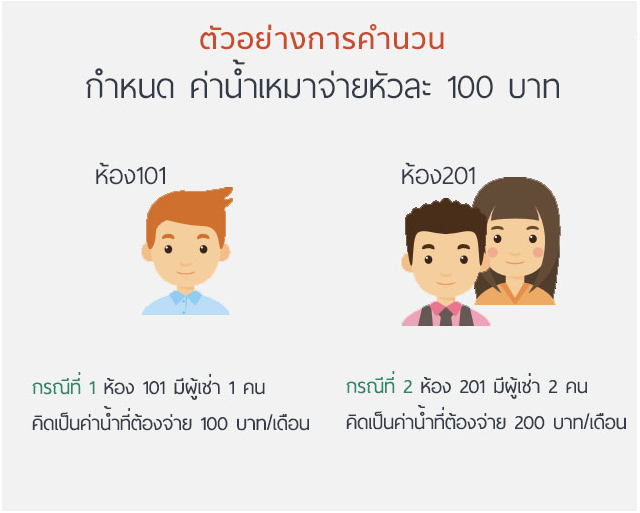 ตัวอย่างการคำนวน
กำหนด ค่าน้ำเหมาจ่ายหัวละ 100 บาท
ห้อง101
ห้อง201
กรณีที่ 1 ห้อง 101 มีผู้เช่า 1 คน
คิดเป็นค่าน้ำที่ต้องจ่าย 100 บาท/เดือน
กรณีที่ 2 ห้อง 201 มีผู้เช่า 2 คน
คิดเป็นค่าน้ำที่ต้องจ่าย 200 บาท/เดือน